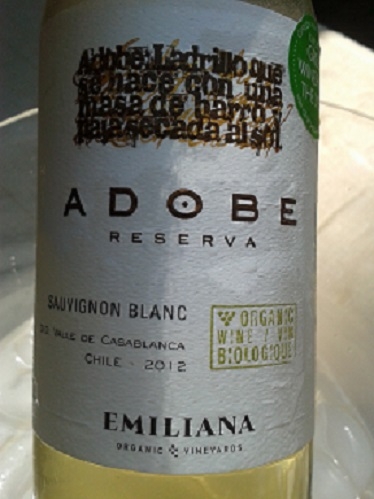 Adobe: Ladrillo que
se hace con una
masa de barro y
paja secada al sol.
ADOBE
RESERVA
SAUVIGNON BLANC
D.O. VALLE DE CASABLANCA
CHILE - 2012
ORGANIC
WINE / VIN
BIOLOGIQUE
EMILIANA
ORGANIC VINEYARDS